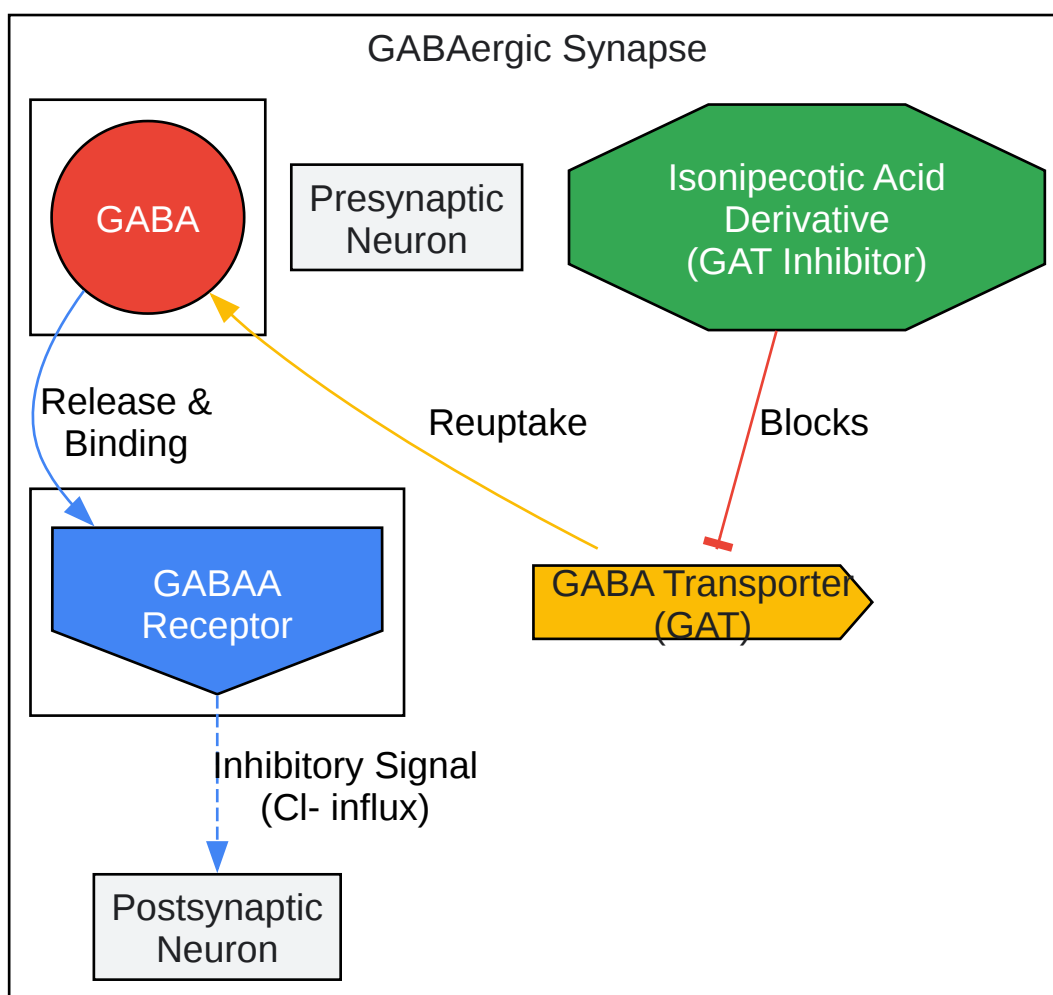 GABAergic Synapse
GABA
Presynaptic
Neuron
Isonipecotic Acid
Derivative
(GAT Inhibitor)
Release &
Binding
Reuptake
Blocks
GABAA
Receptor
GABA Transporter
(GAT)
Inhibitory Signal
(Cl- influx)
Postsynaptic
Neuron